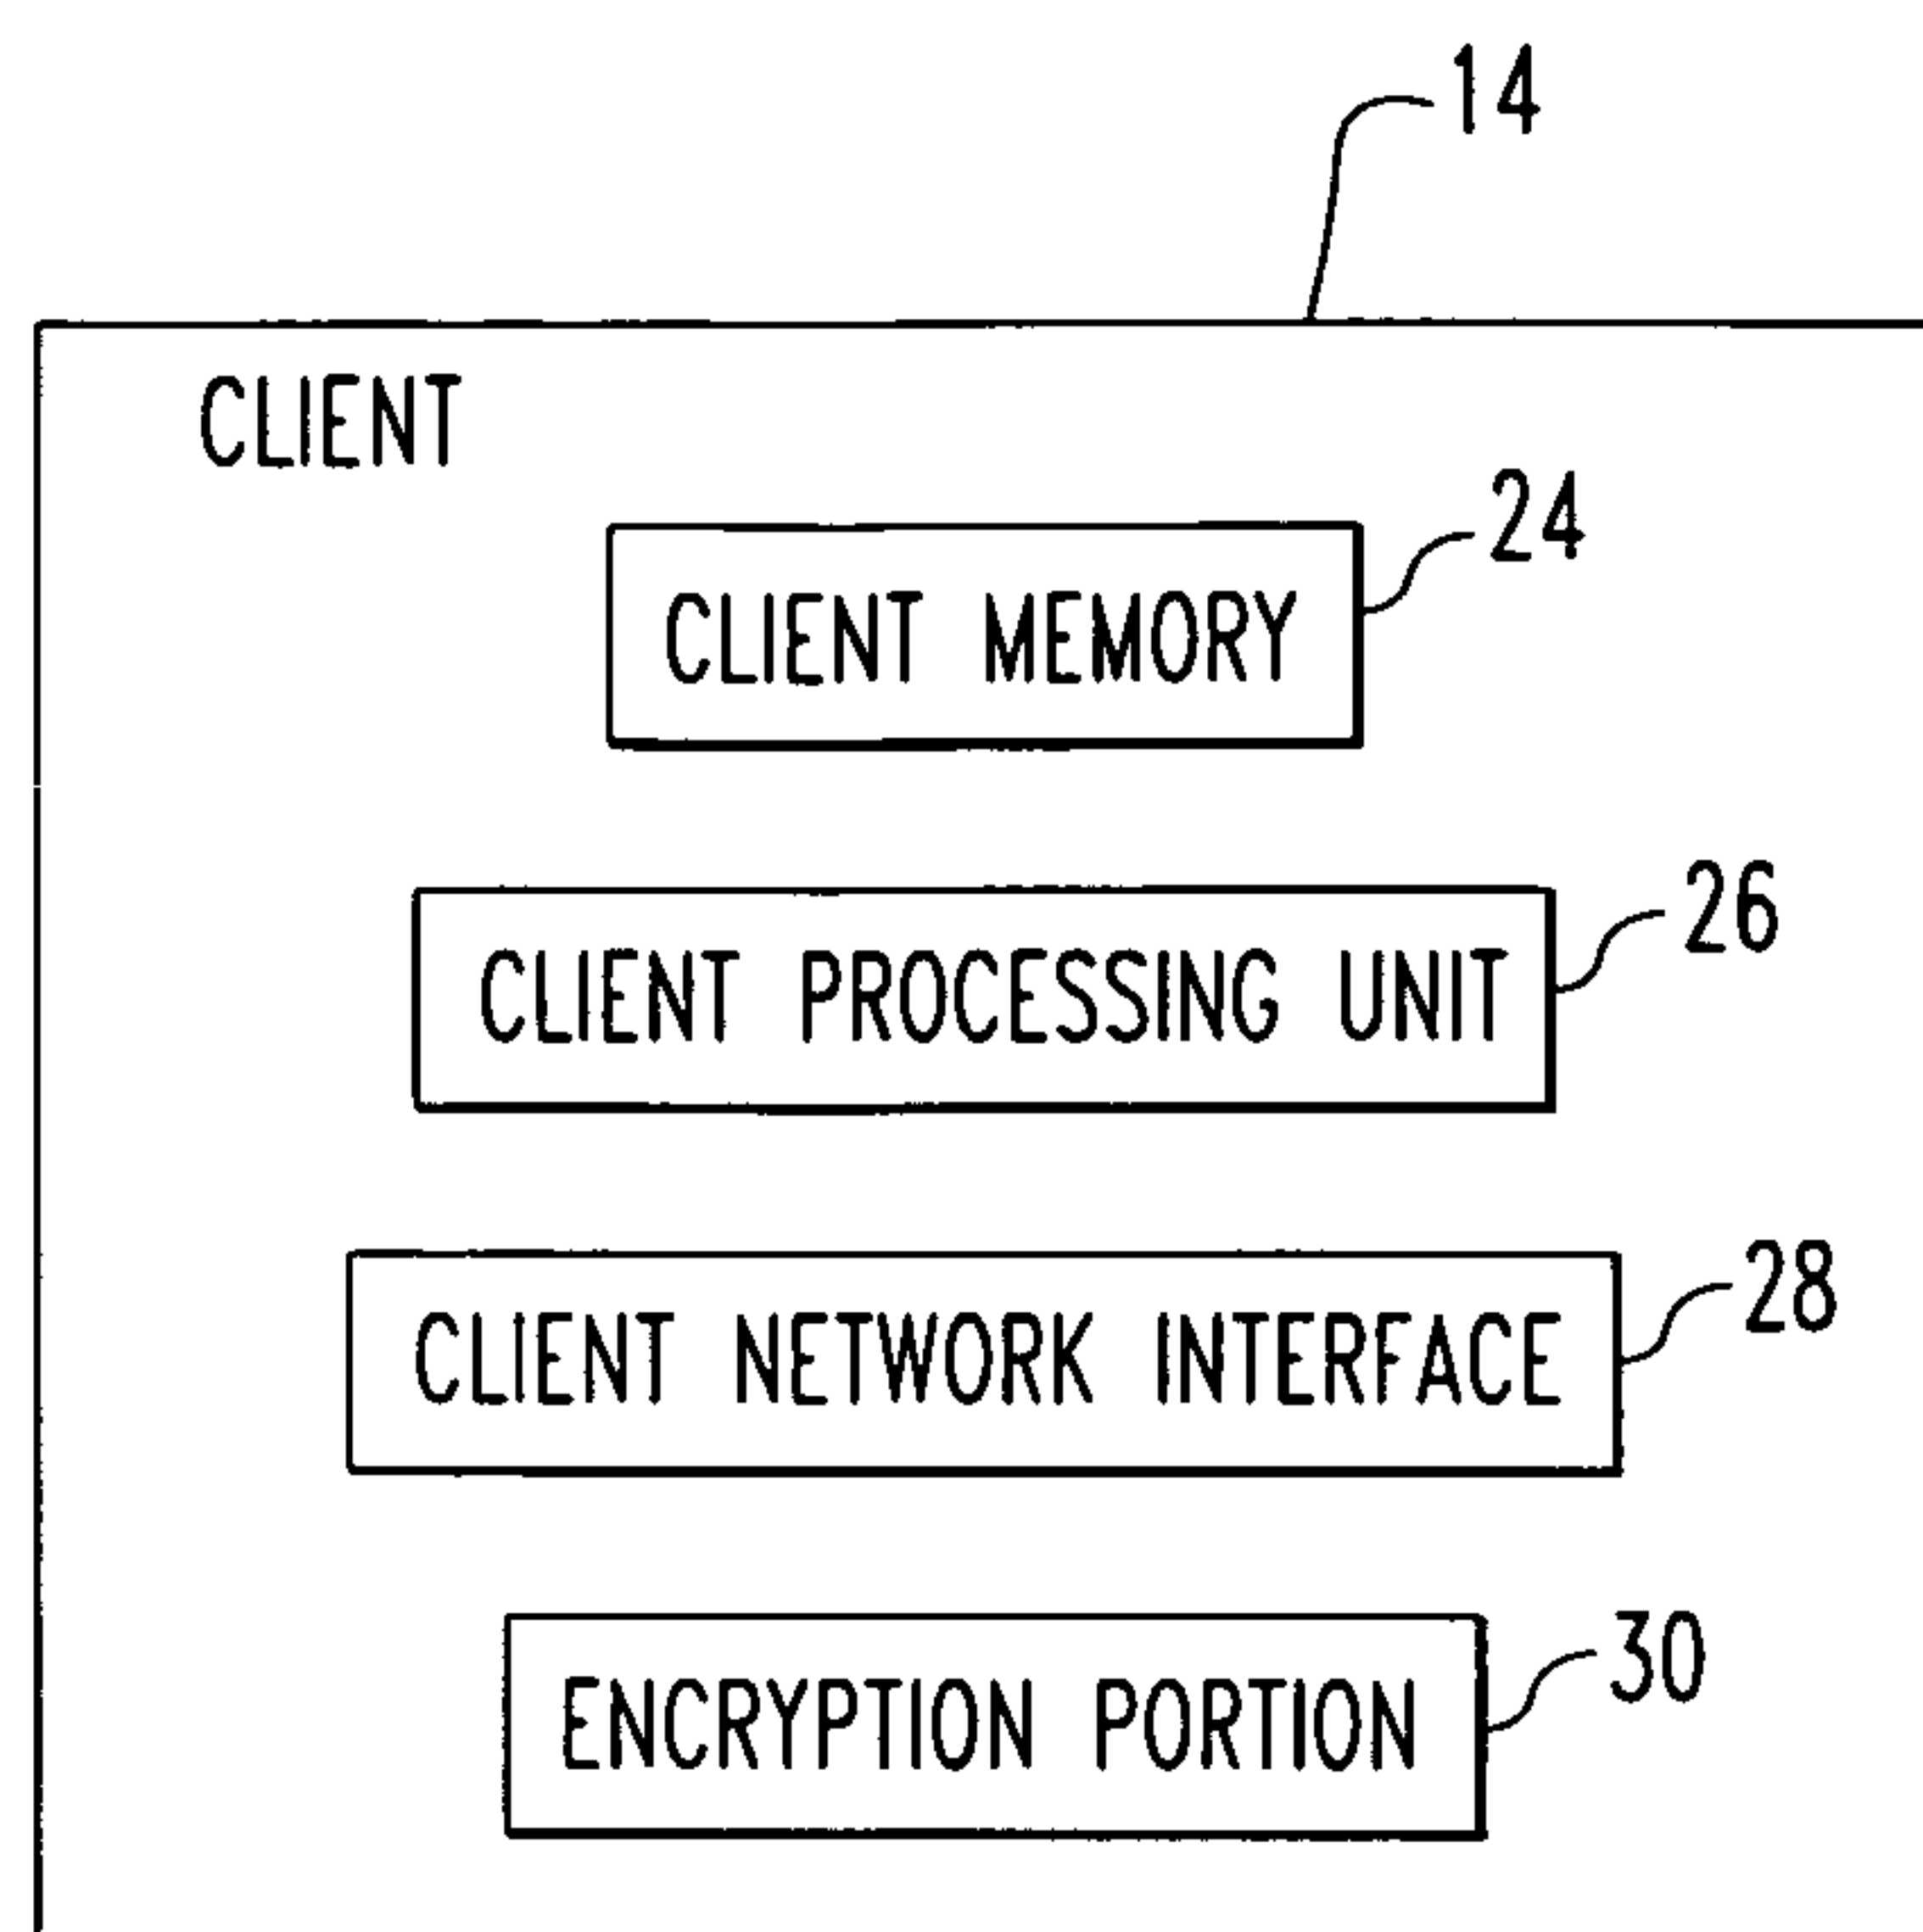 14
CLIENT
24
CLIENT MEMORY
26
CLIENT PROCESSING UNIT
28
CLIENT NETWORK INTERFACE
30
ENCRYPTION PORTION